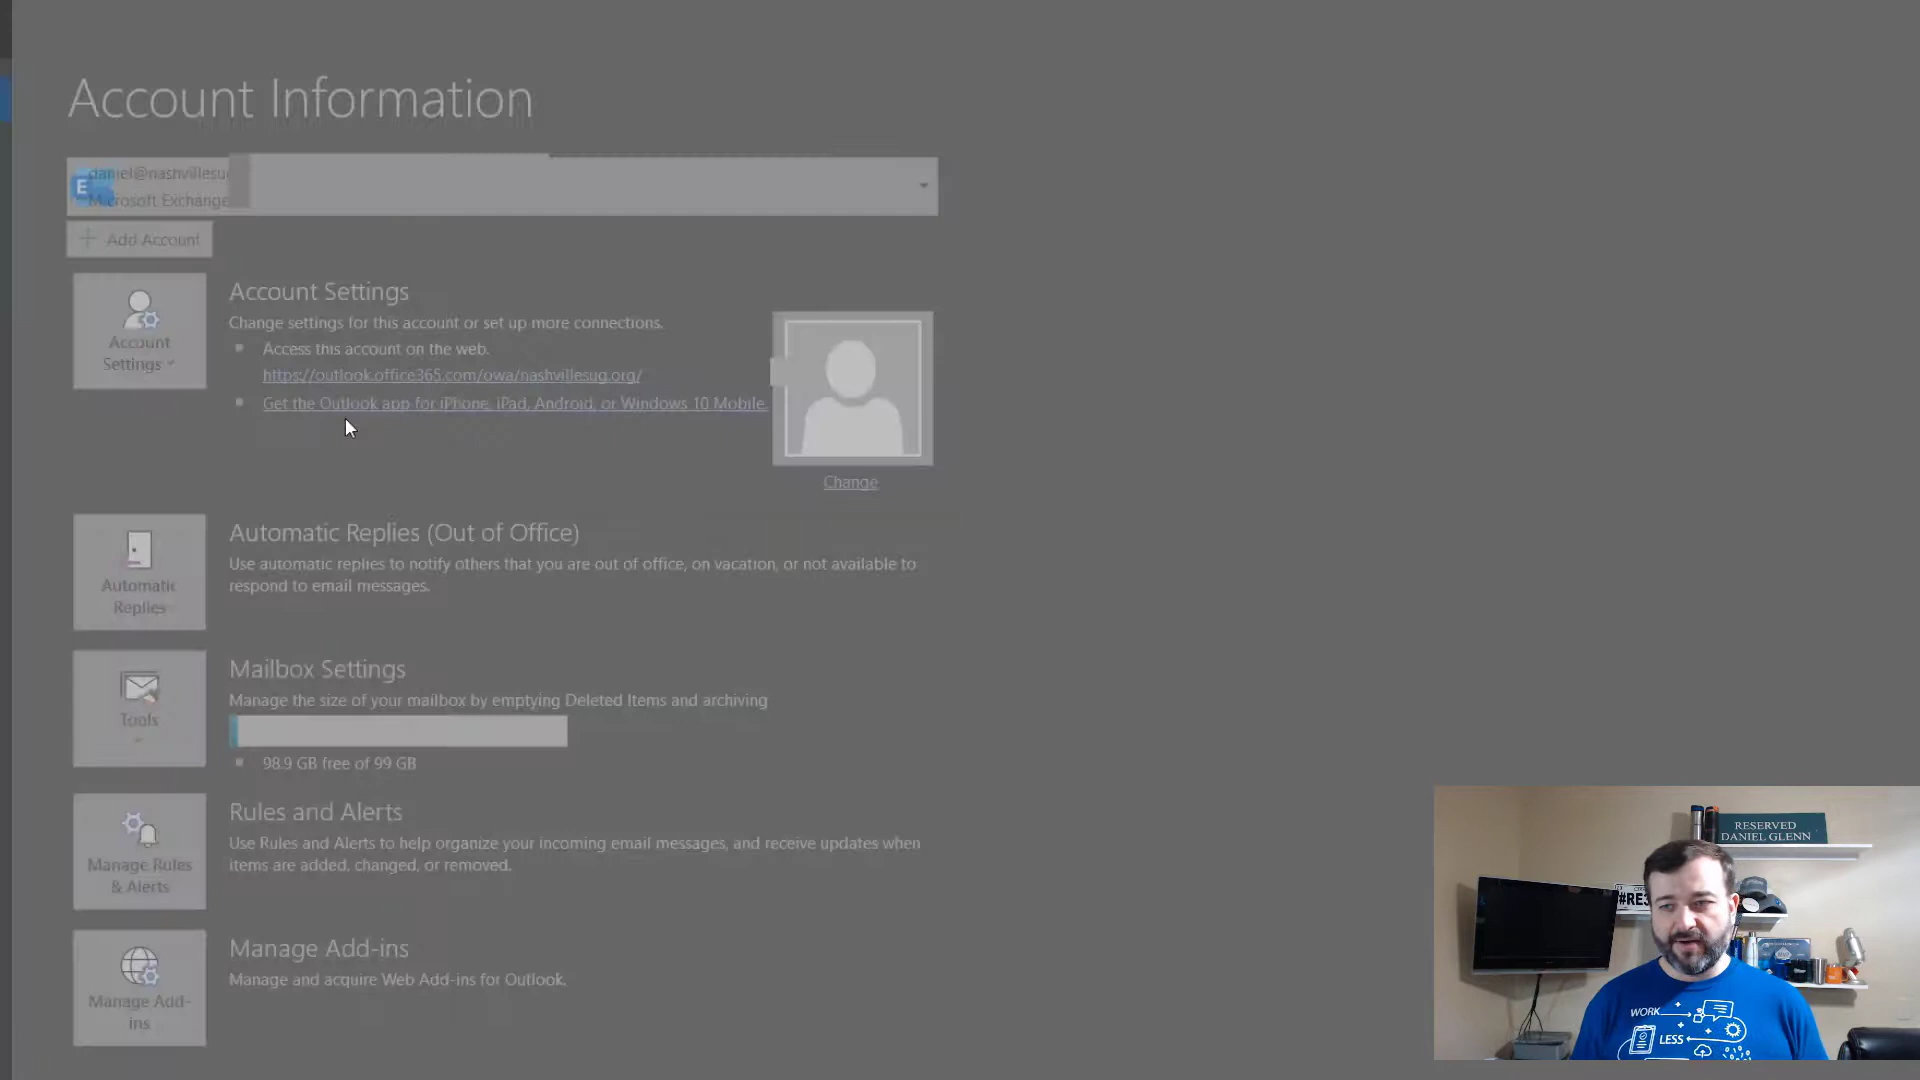 Account Information
daniel@nashvillesug
E
Microsoft Exchange
Add Account
Account
Settings
Account Settings
Change settings for this account or set up more connections.
Access this account on the web.
https://outlook.office365.com/owa/nashvillesug.org/
Get the Outlook app for iPhone, iPad, Android, or Windows 10 Mobile.
Change
Automatic
Replies
Automatic Replies (Out of Office)
Use automatic replies to notify others that you are out of office, on vacation, or not available to
respond to email messages.
Tools
Mailbox Settings
Manage the size of your mailbox by emptying Deleted Items and archiving
98.9 GB free of 99 GB
Manage Rules
& Alerts
Rules and Alerts
Use Rules and Alerts to help organize your incoming email messages, and receive updates when
items are added, changed, or removed.
Manage Add-
ins
Manage Add-ins
Manage and acquire Web Add-ins for Outlook.
RESERVED
DANIEL GLENN
WORK
LESS